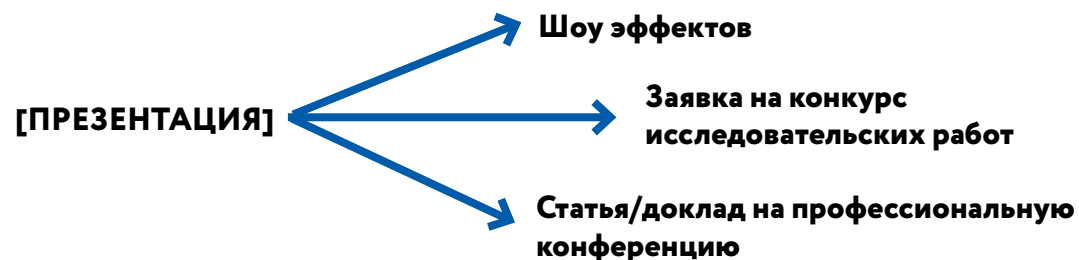 Шоу эффектов
[ПРЕЗЕНТАЦИЯ]
Заявка на конкурс
исследовательских работ
Статья/доклад на профессиональную
конференцию